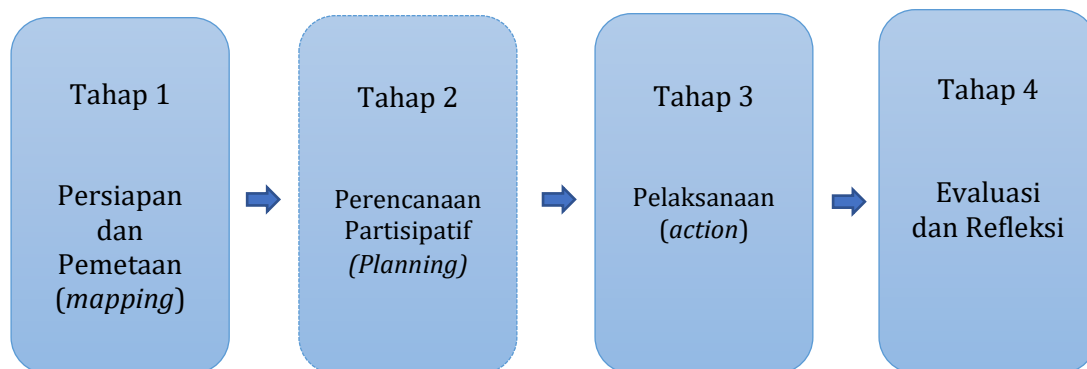 Tahap 1
Persiapan
dan
Pemetaan
(mapping)
Tahap 2
Perencanaan
Partisipatif
(Planning)
Tahap 3
Pelaksanaan
(action)
Tahap 4
Evaluasi
dan Refleksi